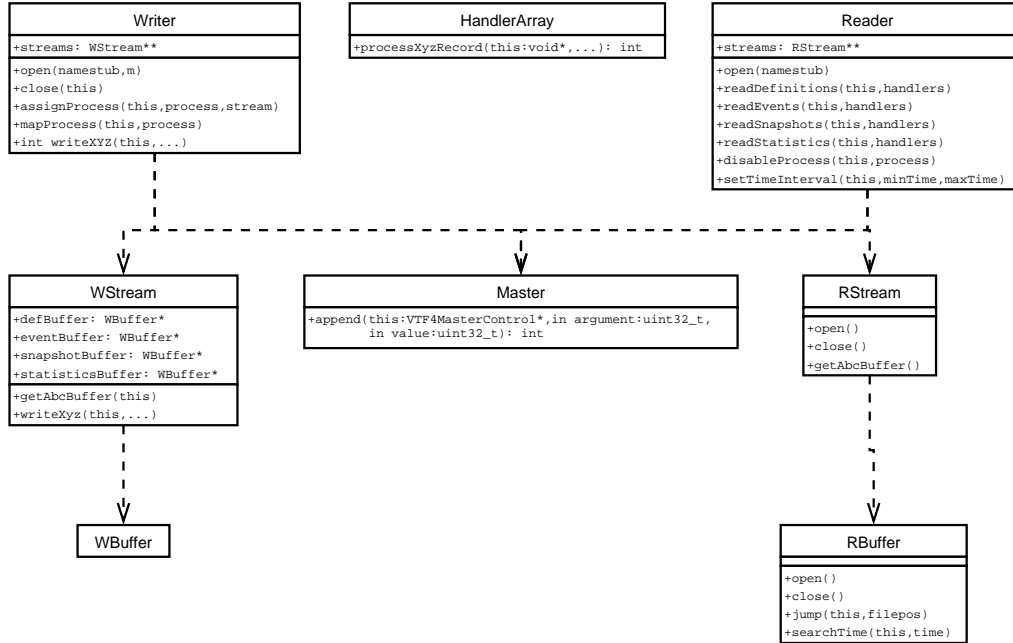 Writer
+streams: WStream**
+open(namestub,m)
+close(this)
+assignProcess(this,process,stream)
+mapProcess(this,process)
+int writeXYZ(this,...)
HandlerArray
+processXyzRecord(this:void*,...): int
Reader
+streams: RStream**
+open(namestub)
+readDefinitions(this,handlers)
+readEvents(this,handlers)
+readSnapshots(this,handlers)
+readStatistics(this,handlers)
+disableProcess(this,process)
+setTimeInterval(this,minTime,maxTime)
WStream
+defBuffer: WBuffer*
+eventBuffer: WBuffer*
+snapshotBuffer: WBuffer*
+statisticsBuffer: WBuffer*
+getAbcBuffer(this)
+writeXyz(this,...)
Master
+append(this:VTF4MasterControl*,in argument:uint32_t,
in value:uint32_t): int
RStream
+open()
+close()
+getAbcBuffer()
WBuffer
RBuffer
+open()
+close()
+jump(this,filepos)
+searchTime(this,time)